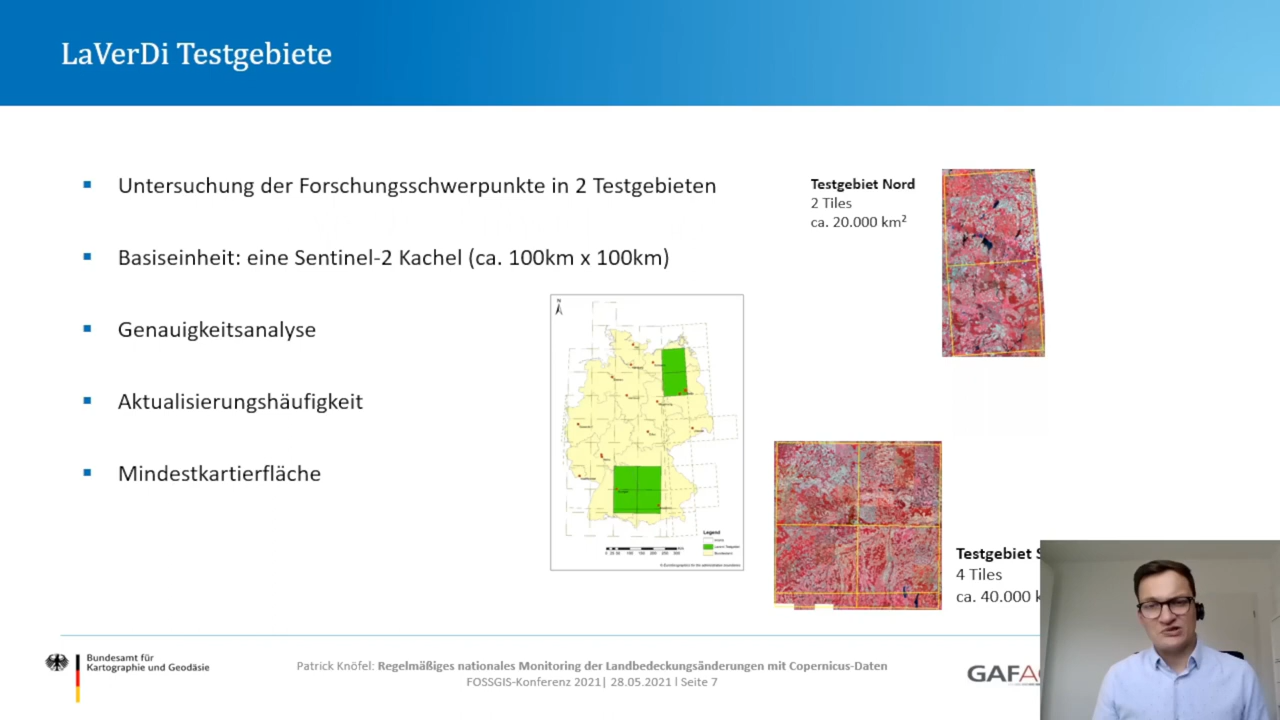 LaVerDi Testgebiete
Untersuchung der Forschungsschwerpunkte in 2 Testgebieten
Basiseinheit: eine Sentinel-2 Kachel (ca. 100km x 100km)
Genauigkeitsanalyse
Aktualisierungshäufigkeit
Mindestkartierfläche
Testgebiet Nord
2 Tiles
ca. 20.000 km²
N
Legend
Testgebiet S
4 Tiles
ca. 40.000 k
Bundesamt für
Kartographie und Geodäsie
Patrick Knöfel: Regelmäßiges nationales Monitoring der Landbedeckungsänderungen mit Copernicus-Daten
FOSSGIS-Konferenz 2021| 28.05.2021 | Seite 7
GAFA